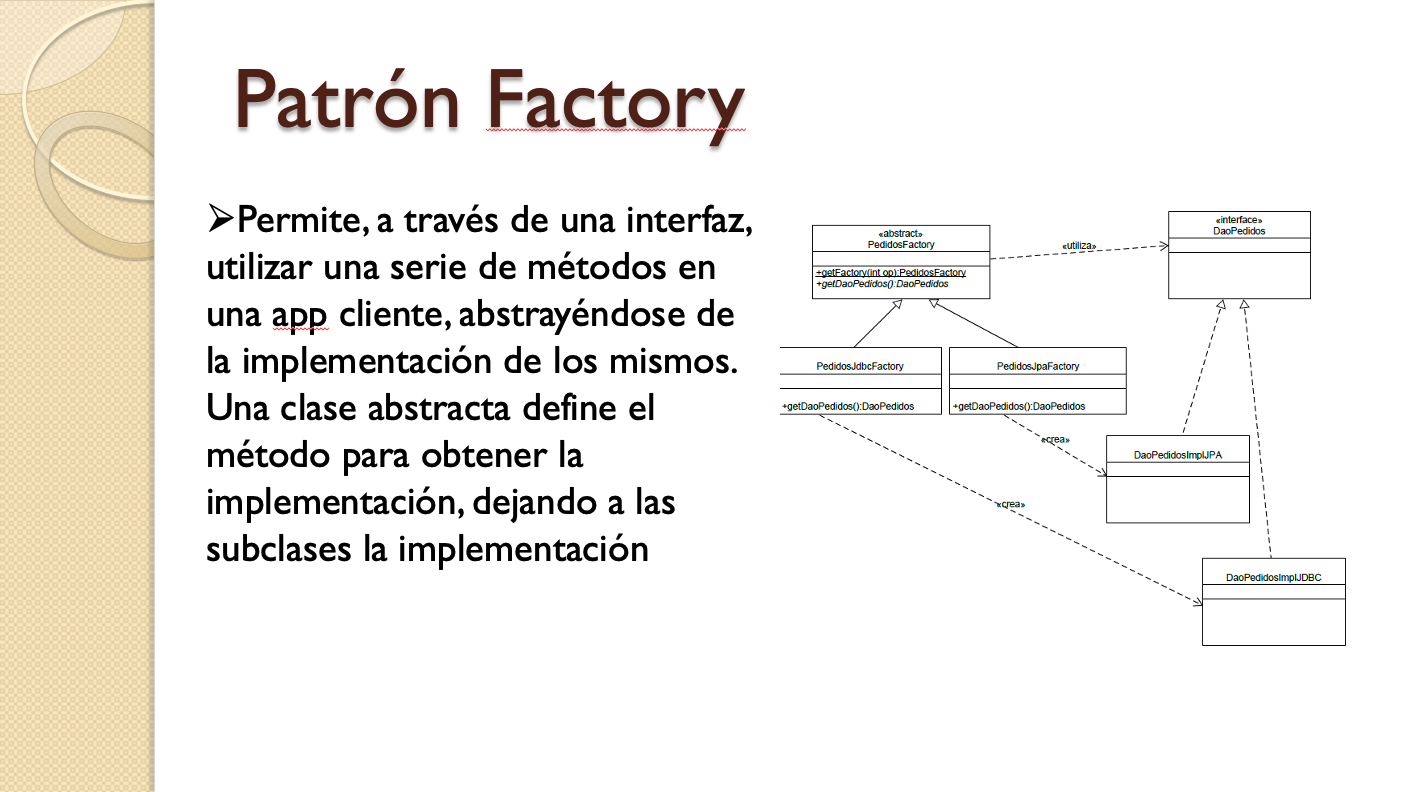 Patrón Factory
➢Permite, a través de una interfaz,
utilizar una serie de métodos en
una app cliente, abstrayéndose de
la implementación de los mismos.
Una clase abstracta define el
método para obtener la
implementación, dejando a las
subclases la implementación
«abstract»
PedidosFactory
+getFactory(int op):PedidosFactory
+getDaoPedidos():DaoPedidos
«utiliza»
«interface»
DaoPedidos
PedidosJdbcFactory
+getDaoPedidos():DaoPedidos
PedidosJpaFactory
+getDaoPedidos():DaoPedidos
«crea»
DaoPedidosImplJPA
«crea»
DaoPedidosImplJDBC